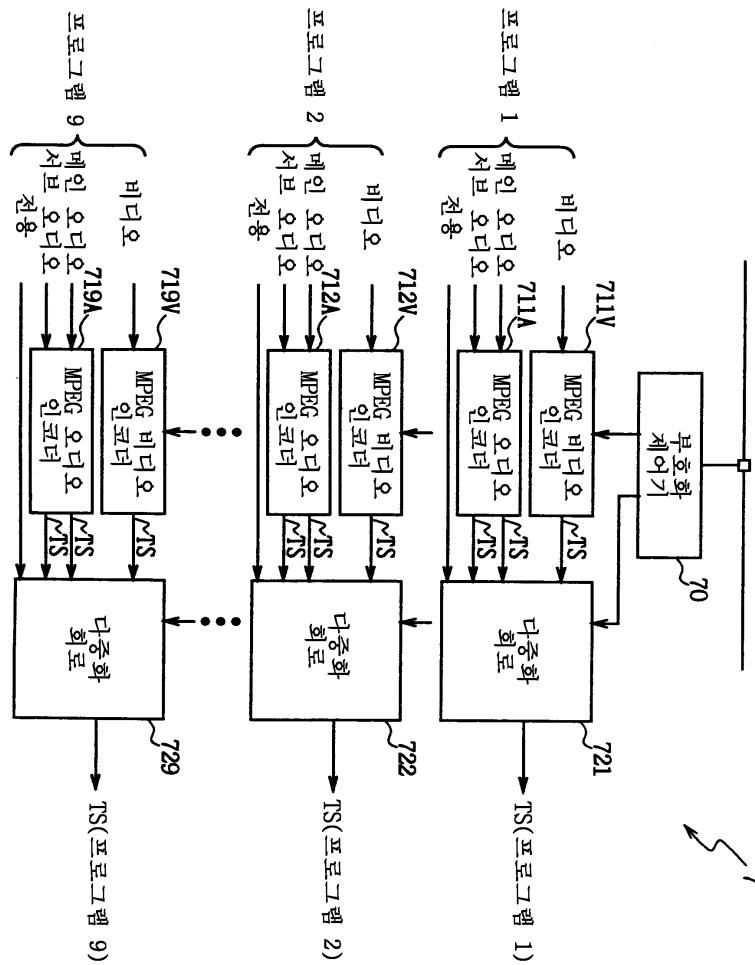 부호화
제어기
70
프로그램 1
비디오
711V
MPEG 비디오
인코더
TS
메인 오디오
서브 오디오
전용
711A
MPEG 오디오
인코더
TS
다중화
회로
721
TS(프로그램 1)
프로그램 2
비디오
712V
MPEG 비디오
인코더
TS
메인 오디오
서브 오디오
전용
712A
MPEG 오디오
인코더
TS
다중화
회로
722
TS(프로그램 2)
프로그램 9
비디오
719V
MPEG 비디오
인코더
TS
메인 오디오
서브 오디오
전용
719A
MPEG 오디오
인코더
TS
다중화
회로
729
TS(프로그램 9)